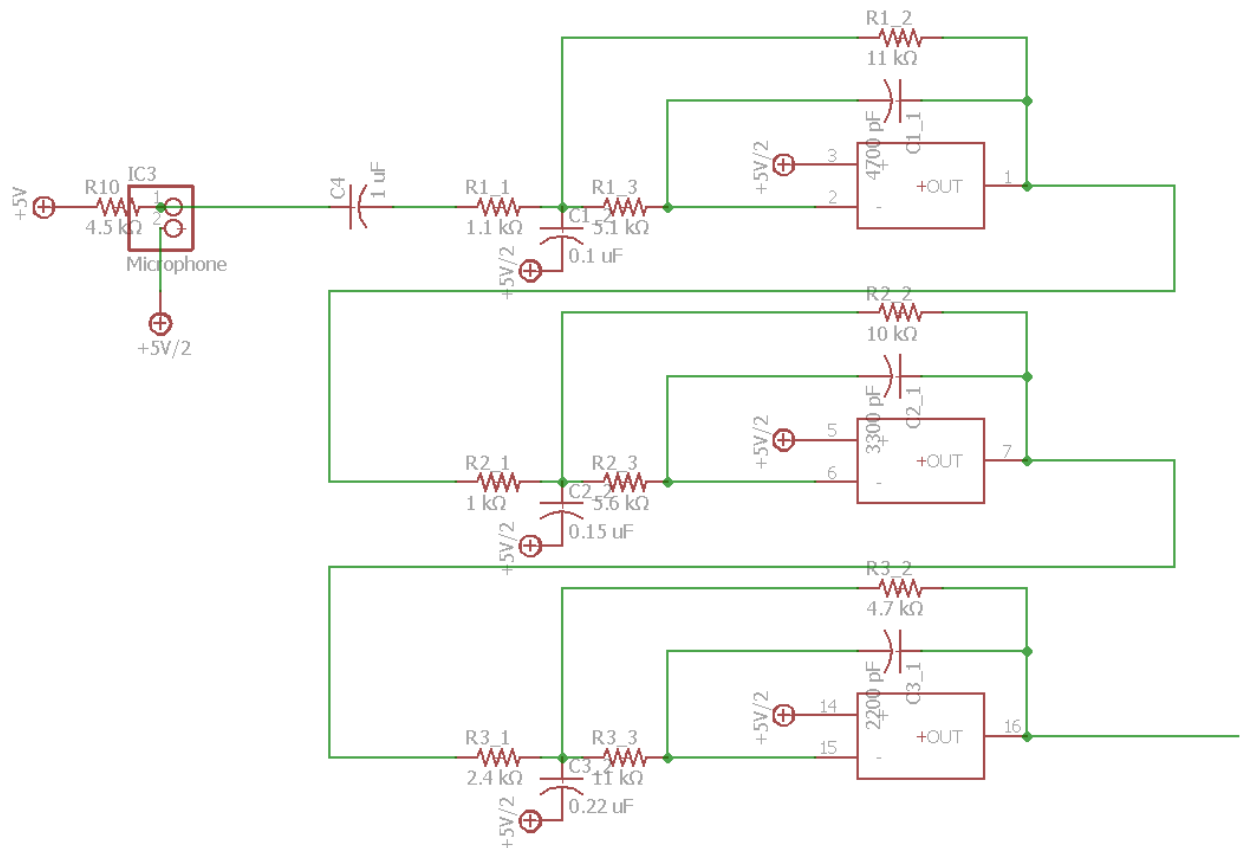 R1_2
11 kΩ
4700 pF
C1_1
+5V
R10
4.5 kΩ
IC3
1
2
Microphone
+5V/2
C4
1 uF
R1_1
1.1 kΩ
R1_3
5.1 kΩ
C1_2
0.1 uF
+5V/2
+5V/2
3
+
2
-
+OUT
1
R2_2
10 kΩ
3300 pF
C2_1
R2_1
1 kΩ
R2_3
5.6 kΩ
C2_2
0.15 uF
+5V/2
+5V/2
5
+
6
-
+OUT
7
R3_2
4.7 kΩ
2200 pF
C3_1
R3_1
2.4 kΩ
R3_3
11 kΩ
C3_2
0.22 uF
+5V/2
+5V/2
14
+
15
-
+OUT
16